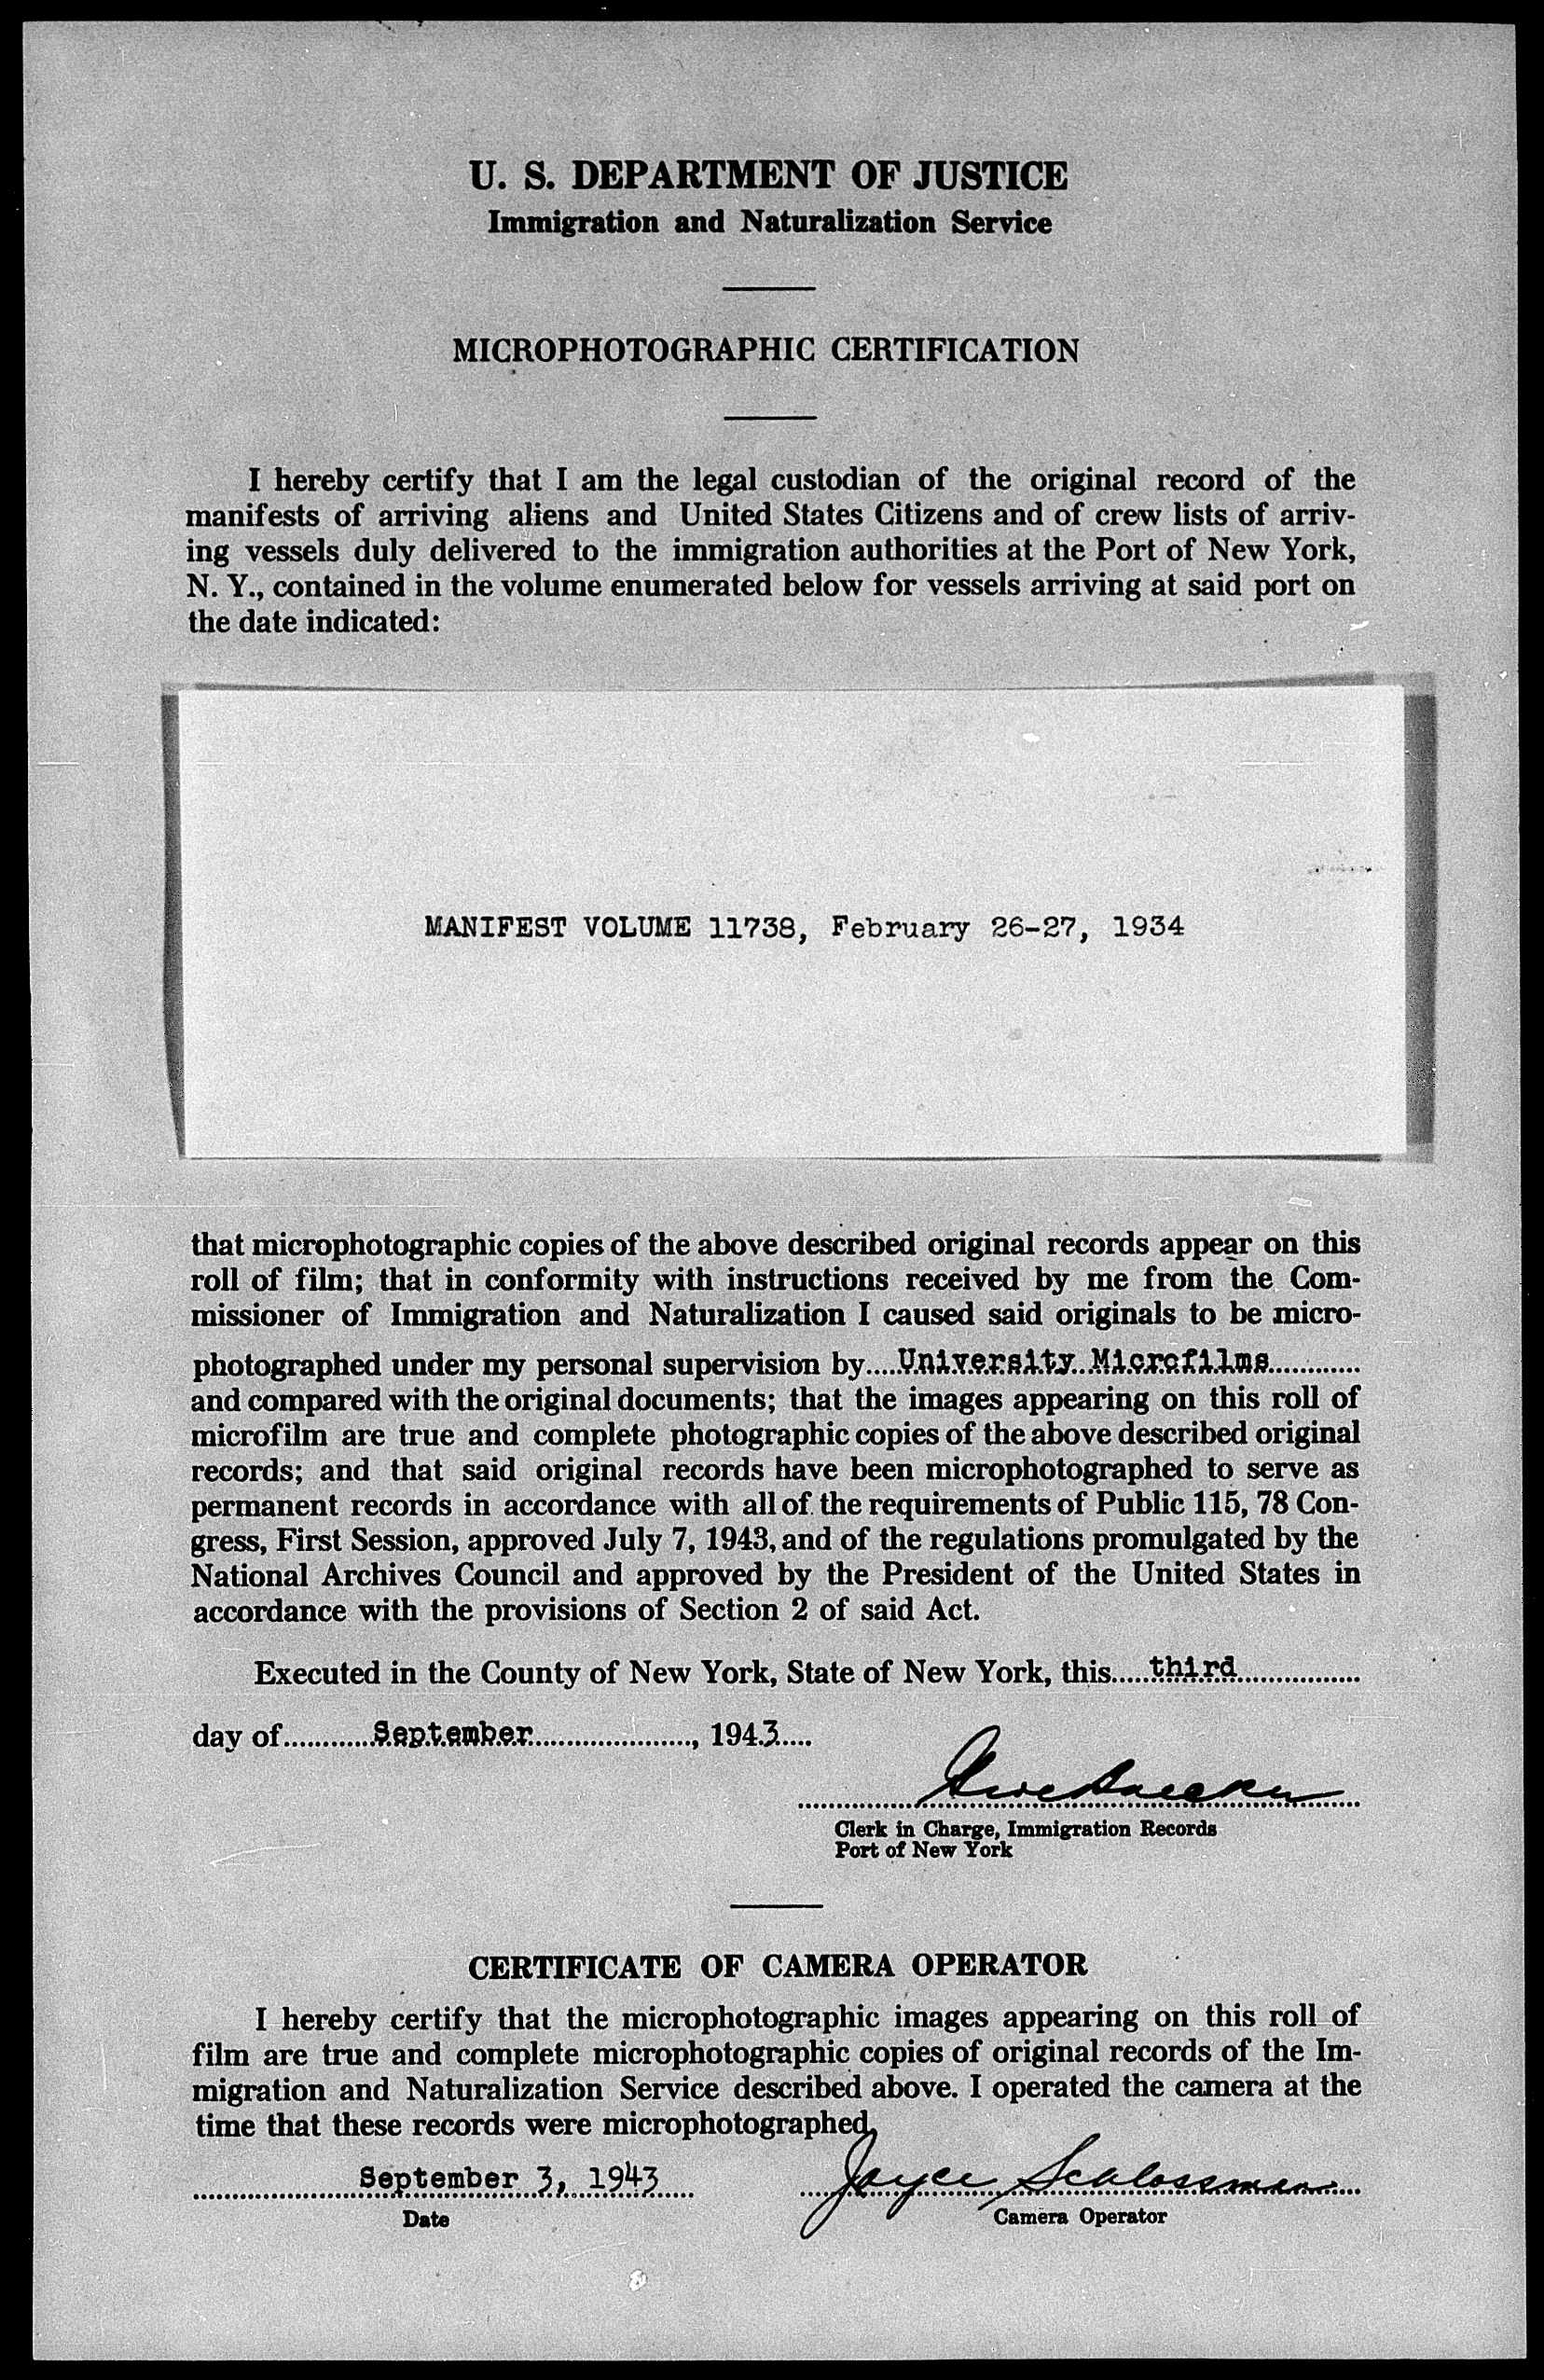 U. S. DEPARTMENT OF JUSTICE
Immigration and Naturalization Service
MICROPHOTOGRAPHIC CERTIFICATION
I hereby certify that I am the legal custodian of the original record of the
manifests of arriving aliens and United States Citizens and of crew lists of arriv-
ing vessels duly delivered to the immigration authorities at the Port of New York,
N. Y., contained in the volume enumerated below for vessels arriving at said port on
the date indicated:
MANIFEST VOLUME 11738, February 26-27, 1934
that microphotographic copies of the above described original records appear on this
roll of film; that in conformity with instructions received by me from the Com-
missioner of Immigration and Naturalization I caused said originals to be micro-
photographed under my personal supervision by....University Microfilms............
and compared with the original documents; that the images appearing on this roll of
microfilm are true and complete photographic copies of the above described original
records; and that said original records have been microphotographed to serve as
permanent records in accordance with all of the requirements of Public 115, 78 Con-
gress, First Session, approved July 7, 1943, and of the regulations promulgated by the
National Archives Council and approved by the President of the United States in
accordance with the provisions of Section 2 of said Act.
Executed in the County of New York, State of New York, this.....third................
day of...........September....................., 1943.....
Clerk in Charge, Immigration Records
Port of New York
CERTIFICATE OF CAMERA OPERATOR
I hereby certify that the microphotographic images appearing on this roll of
film are true and complete microphotographic copies of original records of the Im-
migration and Naturalization Service described above. I operated the camera at the
time that these records were microphotographed.
September 3, 1943 Joyce Schlossman
Date Camera Operator